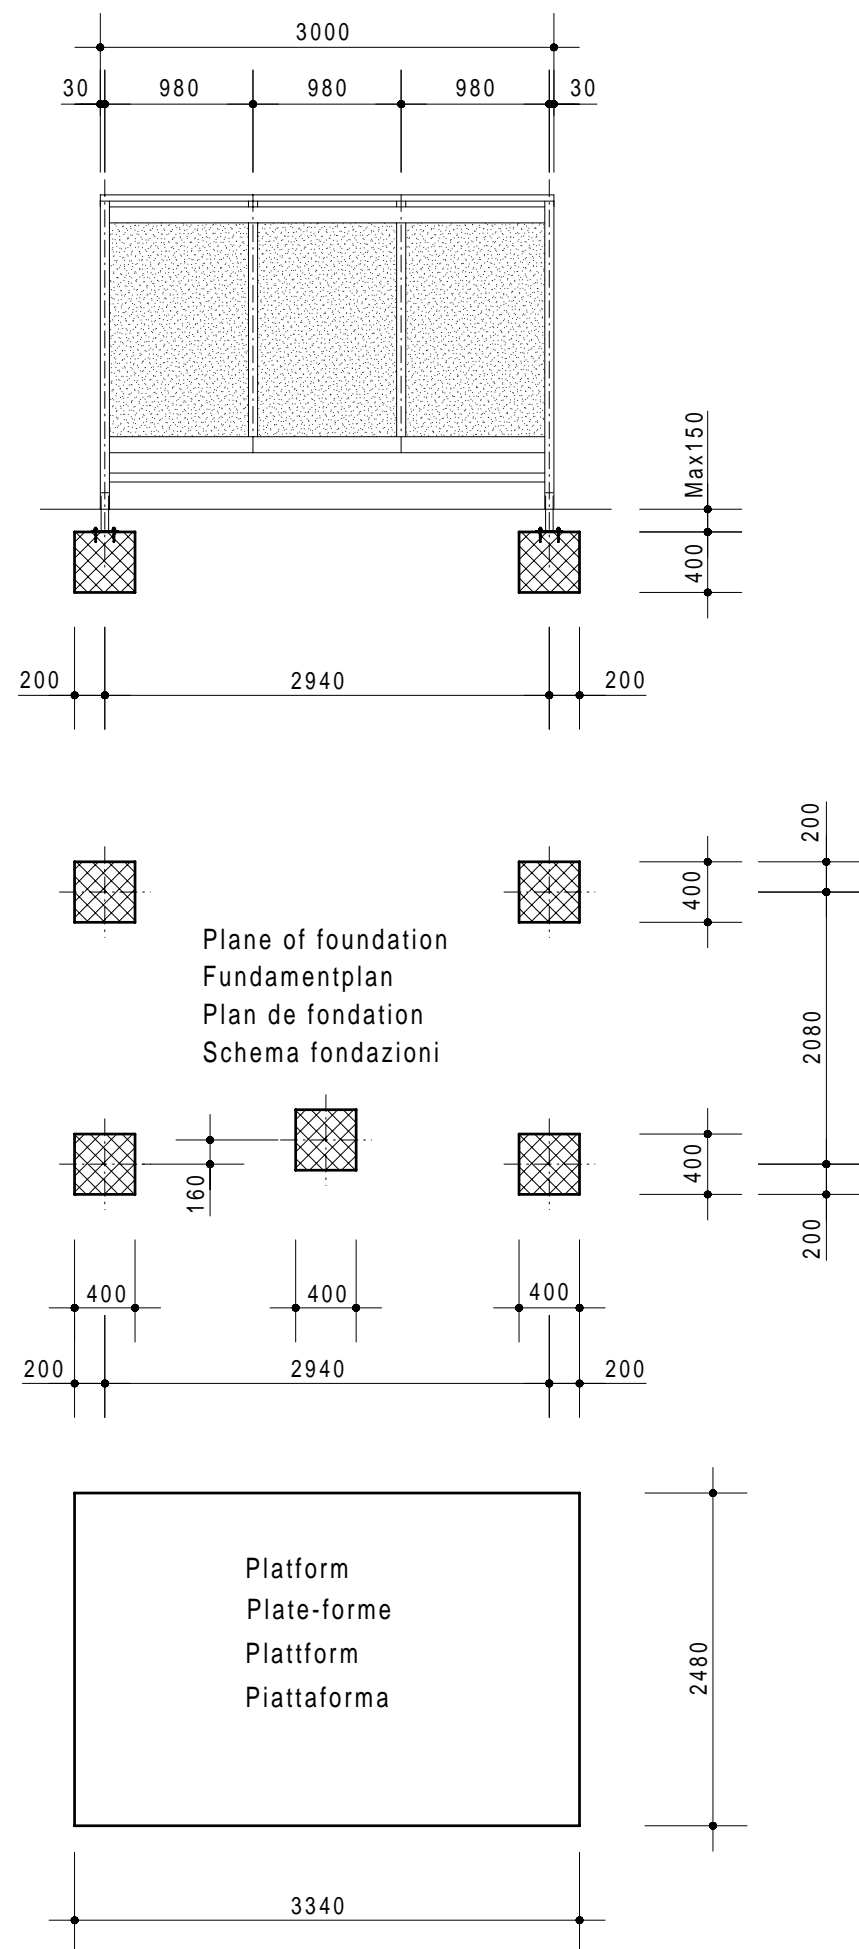 3000
30 980 980 980 30
Max150
400
200 2940 200
200
400
Plane of foundation
Fundamentplan
Plan de fondation
Schema fondazioni
2080
400
160
200
400 400 400
200 2940 200
Platform
Plate-forme
Plattform
Piattaforma
2480
3340